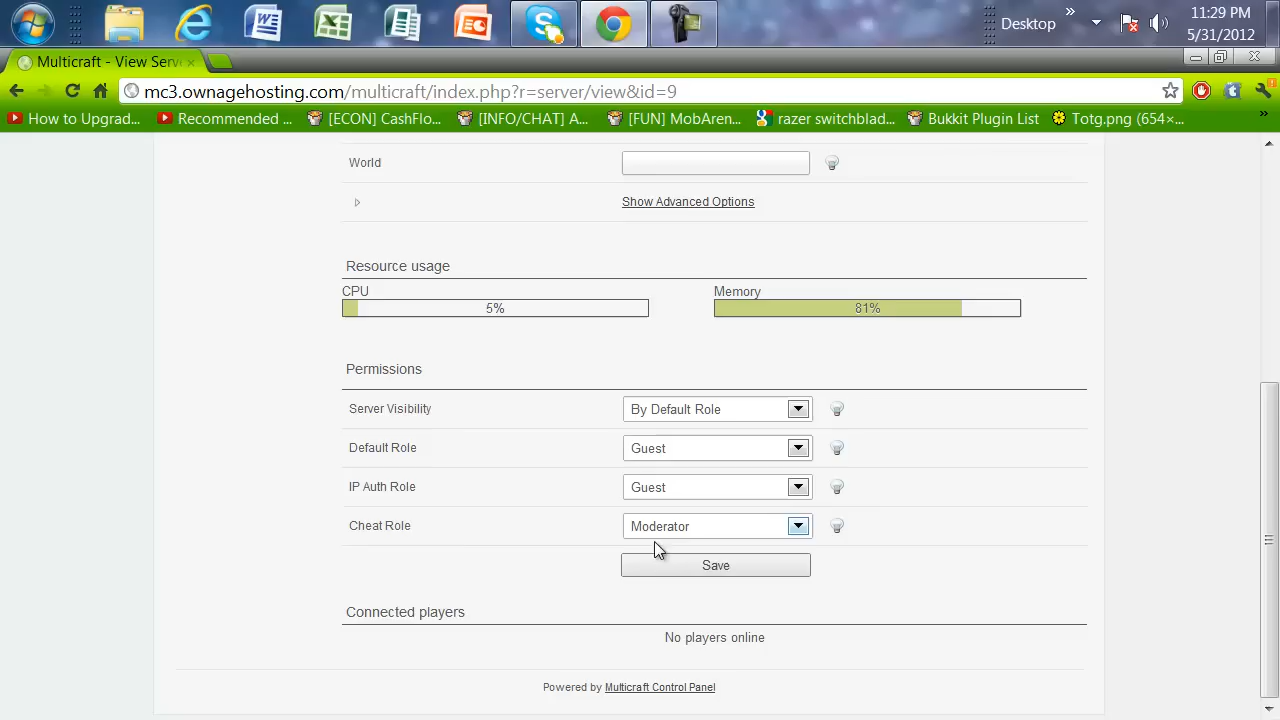 Desktop
»
11:29 PM
5/31/2012
Multicraft - View Serv
mc3.ownagehosting.com/multicraft/index.php?r=server/view&id=9
How to Upgrad... Recommended ... [ECON] CashFlo... [INFO/CHAT] A... [FUN] MobAren... razer switchblad... Bukkit Plugin List Totg.png (654×... »
World
Show Advanced Options
Resource usage
CPU Memory
5% 81%
Permissions
Server Visibility By Default Role
Default Role Guest
IP Auth Role Guest
Cheat Role Moderator
Save
Connected players
No players online
Powered by Multicraft Control Panel